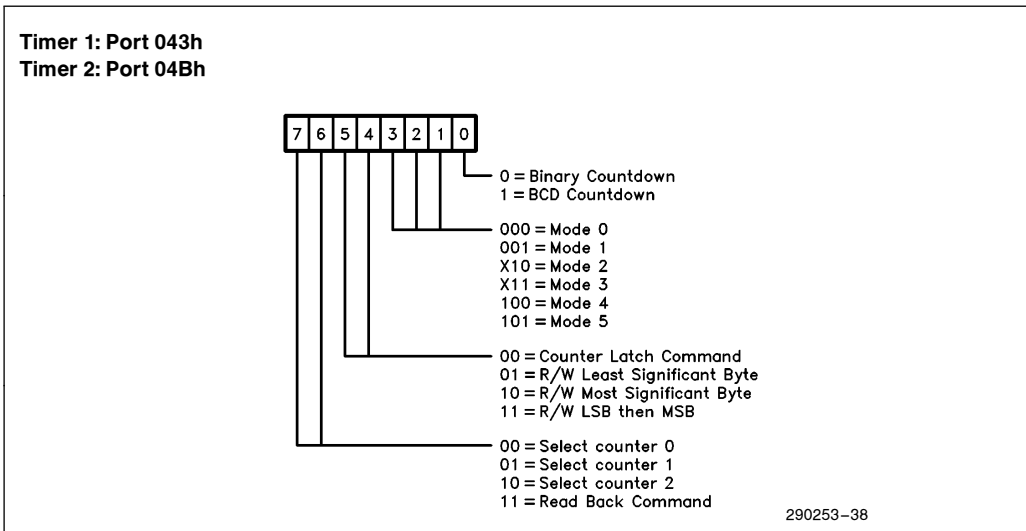 Timer 1: Port 043h
Timer 2: Port 04Bh
7 6 5 4 3 2 1 0
0 = Binary Countdown
1 = BCD Countdown
000 = Mode 0
001 = Mode 1
X10 = Mode 2
X11 = Mode 3
100 = Mode 4
101 = Mode 5
00 = Counter Latch Command
01 = R/W Least Significant Byte
10 = R/W Most Significant Byte
11 = R/W LSB then MSB
00 = Select counter 0
01 = Select counter 1
10 = Select counter 2
11 = Read Back Command
290253–38